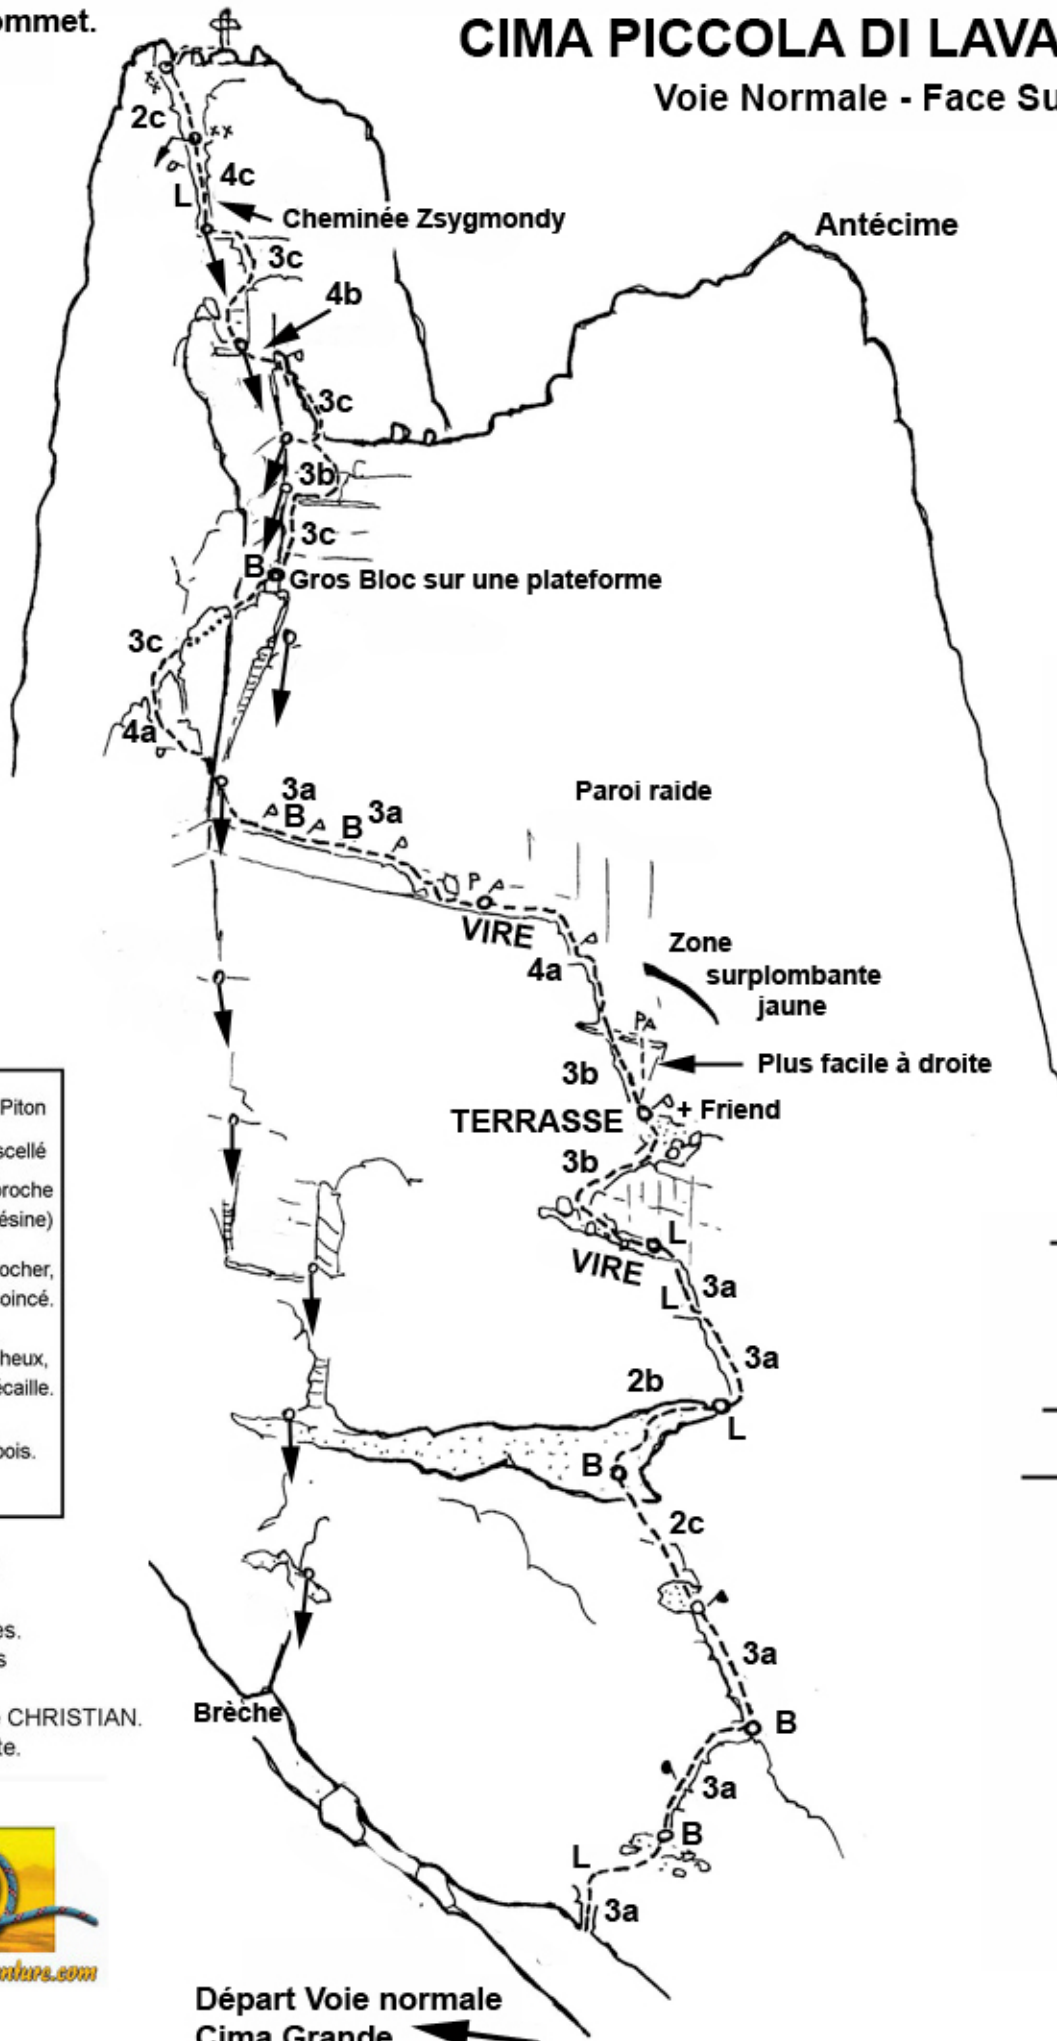 ommet.
CIMA PICCOLA DI LAVA
Voie Normale - Face Su
2c
4c
L
Cheminée Zsygmondy
Antécime
3c
4b
3c
3b
3c
B
Gros Bloc sur une plateforme
3c
4a
3a
3a
B
B
Paroi raide
P
VIRE
4a
Zone
surplombante
jaune
P
3b
Plus facile à droite
TERRASSE
+ Friend
3b
L
VIRE
L
3a
3a
2b
L
B
2c
3a
B
Brèche
3a
B
L
3a
Piton
scellé
roche
ésine)
ocher,
oincé.
heux,
écaille.
ois.
es.
s
CHRISTIAN.
te.
nture.com
Départ Voie normale
Cima Grande